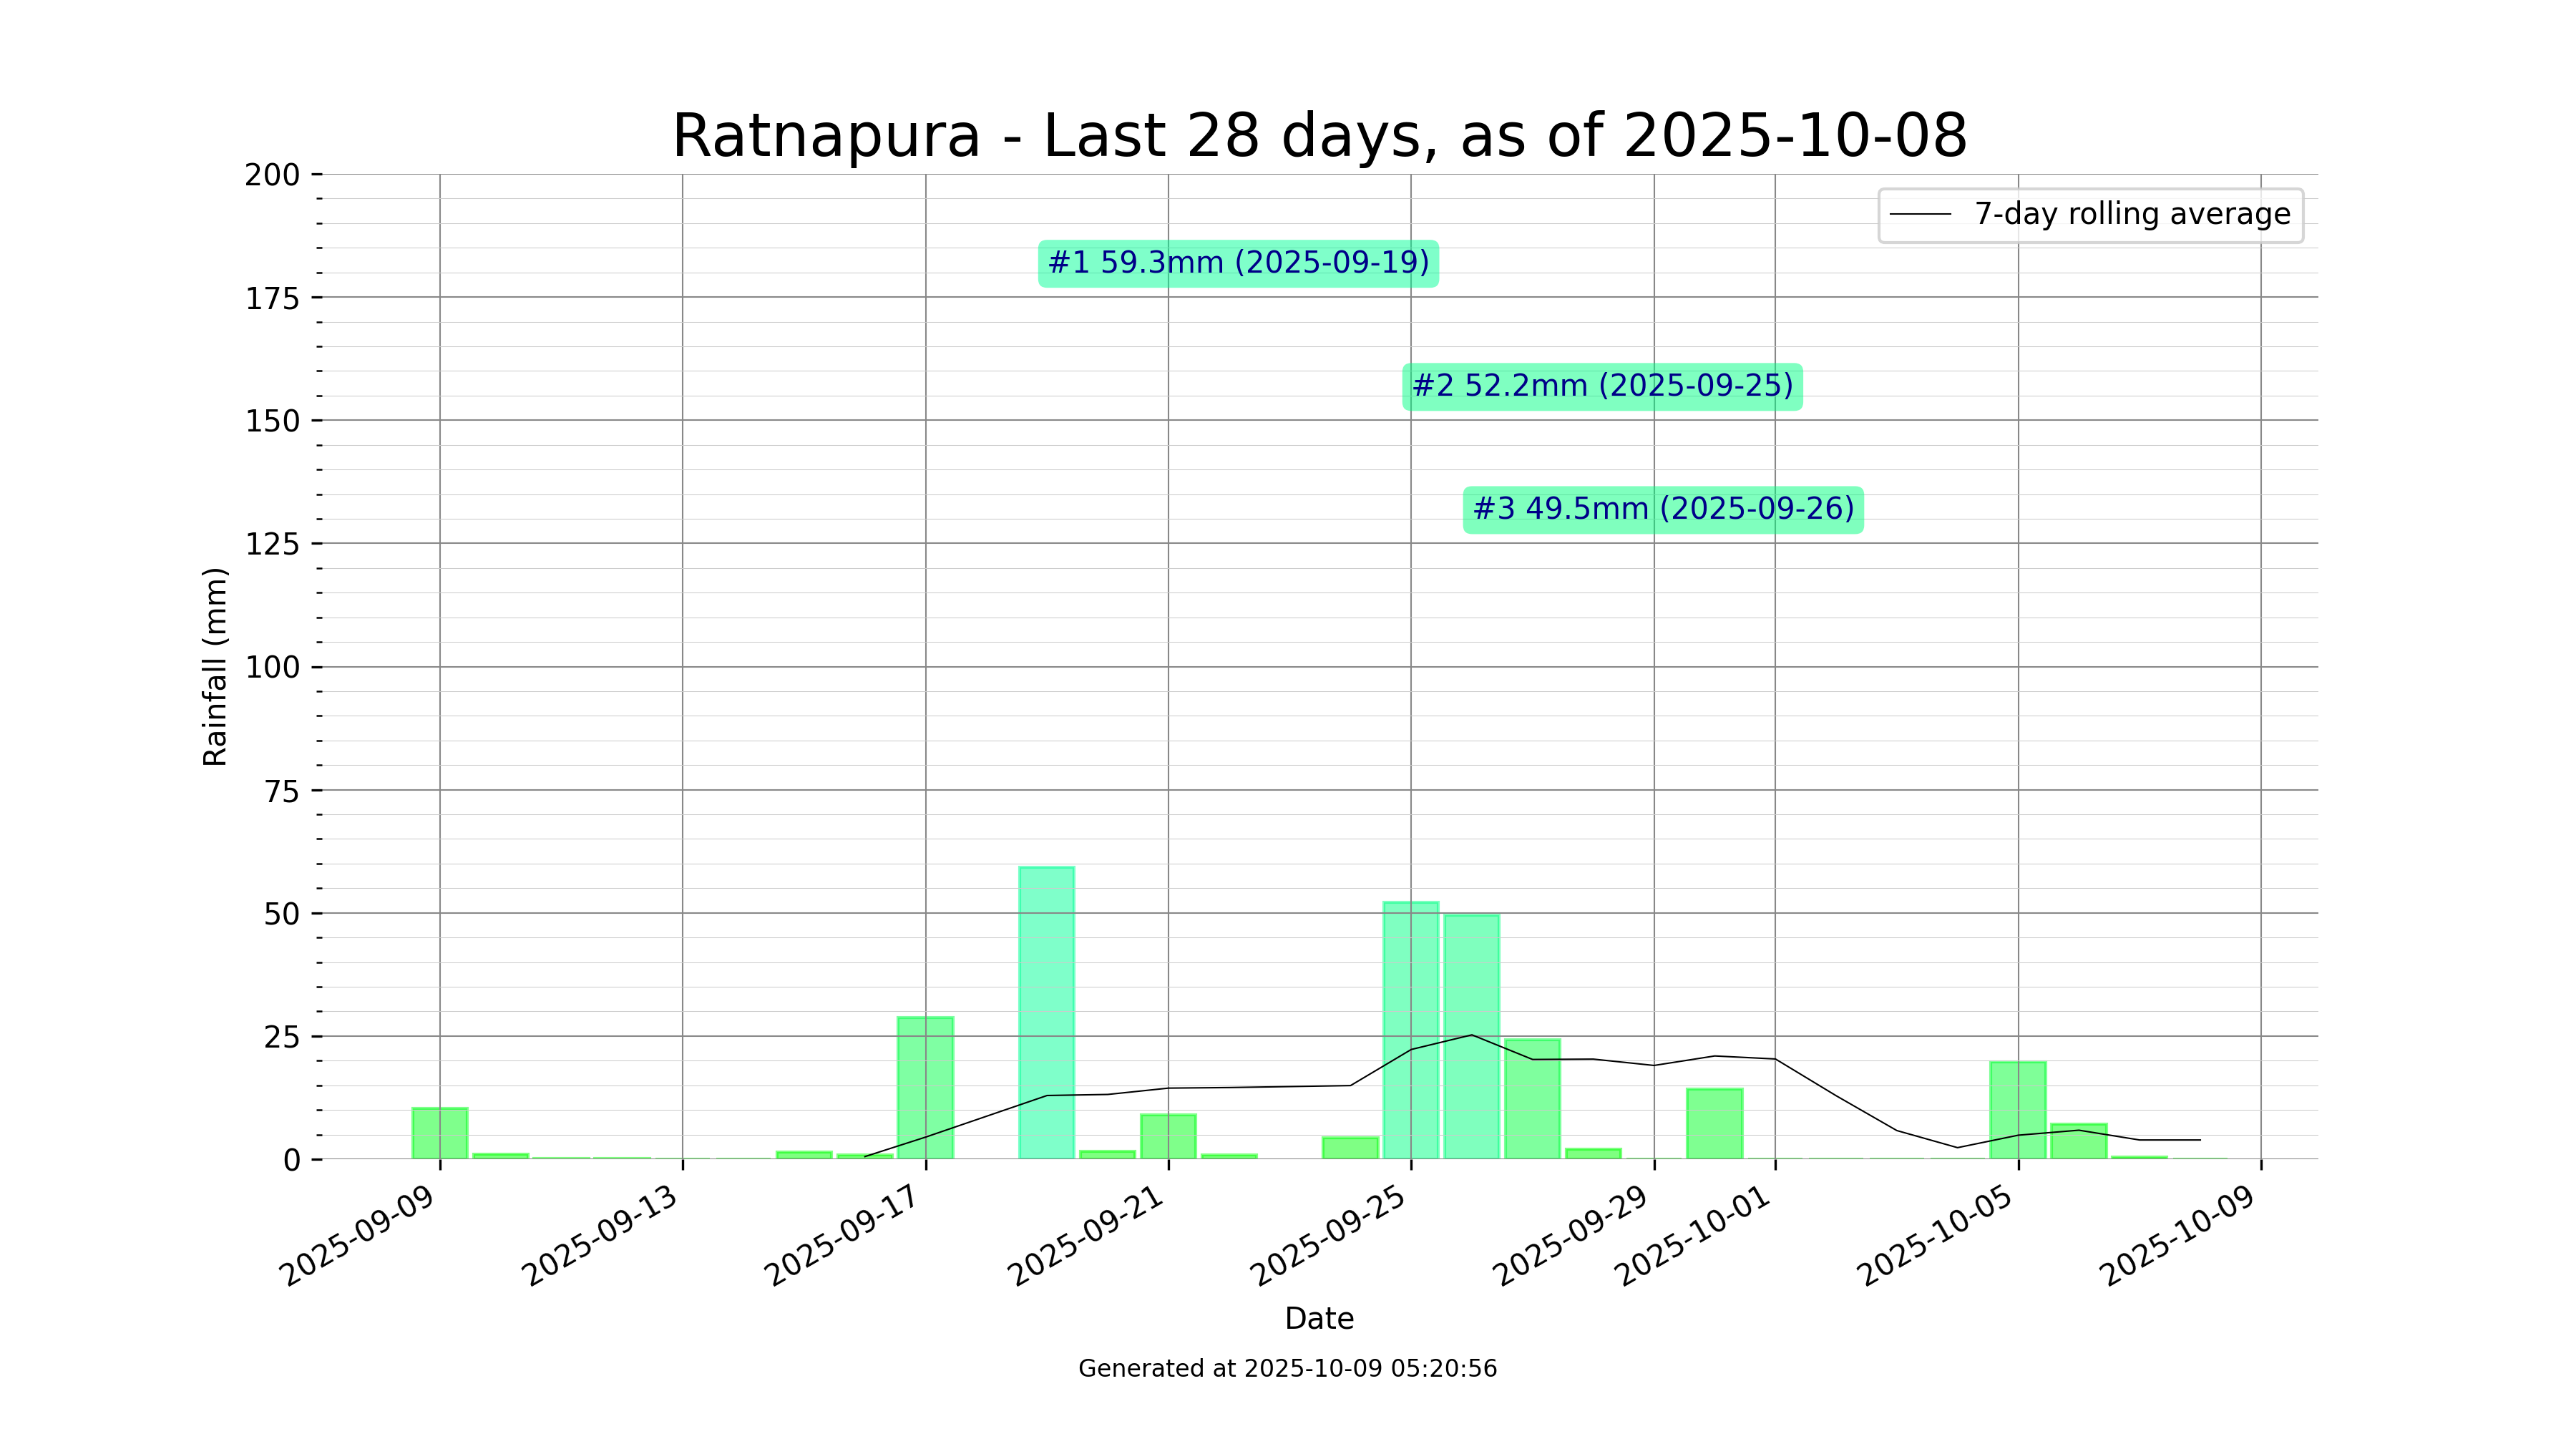 Ratnapura - Last 28 days, as of 2025-10-08
7-day rolling average
#1 59.3mm (2025-09-19)
#2 52.2mm (2025-09-25)
#3 49.5mm (2025-09-26)
Rainfall (mm)
200
175
150
125
100
75
50
25
0
2025-09-09
2025-09-13
2025-09-17
2025-09-21
2025-09-25
2025-09-29
2025-10-01
2025-10-05
2025-10-09
Date
Generated at 2025-10-09 05:20:56